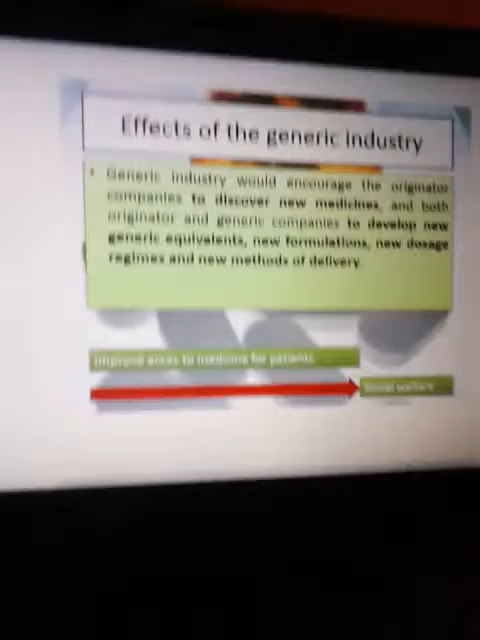 Effects of the generic industry
• Generic industry would encourage the originator
companies to discover new medicines, and both
originator and generic companies to develop new
generic equivalents, new formulations, new dosage
regimes and new methods of delivery.
Improve acces to medicine for patients
Social welfare